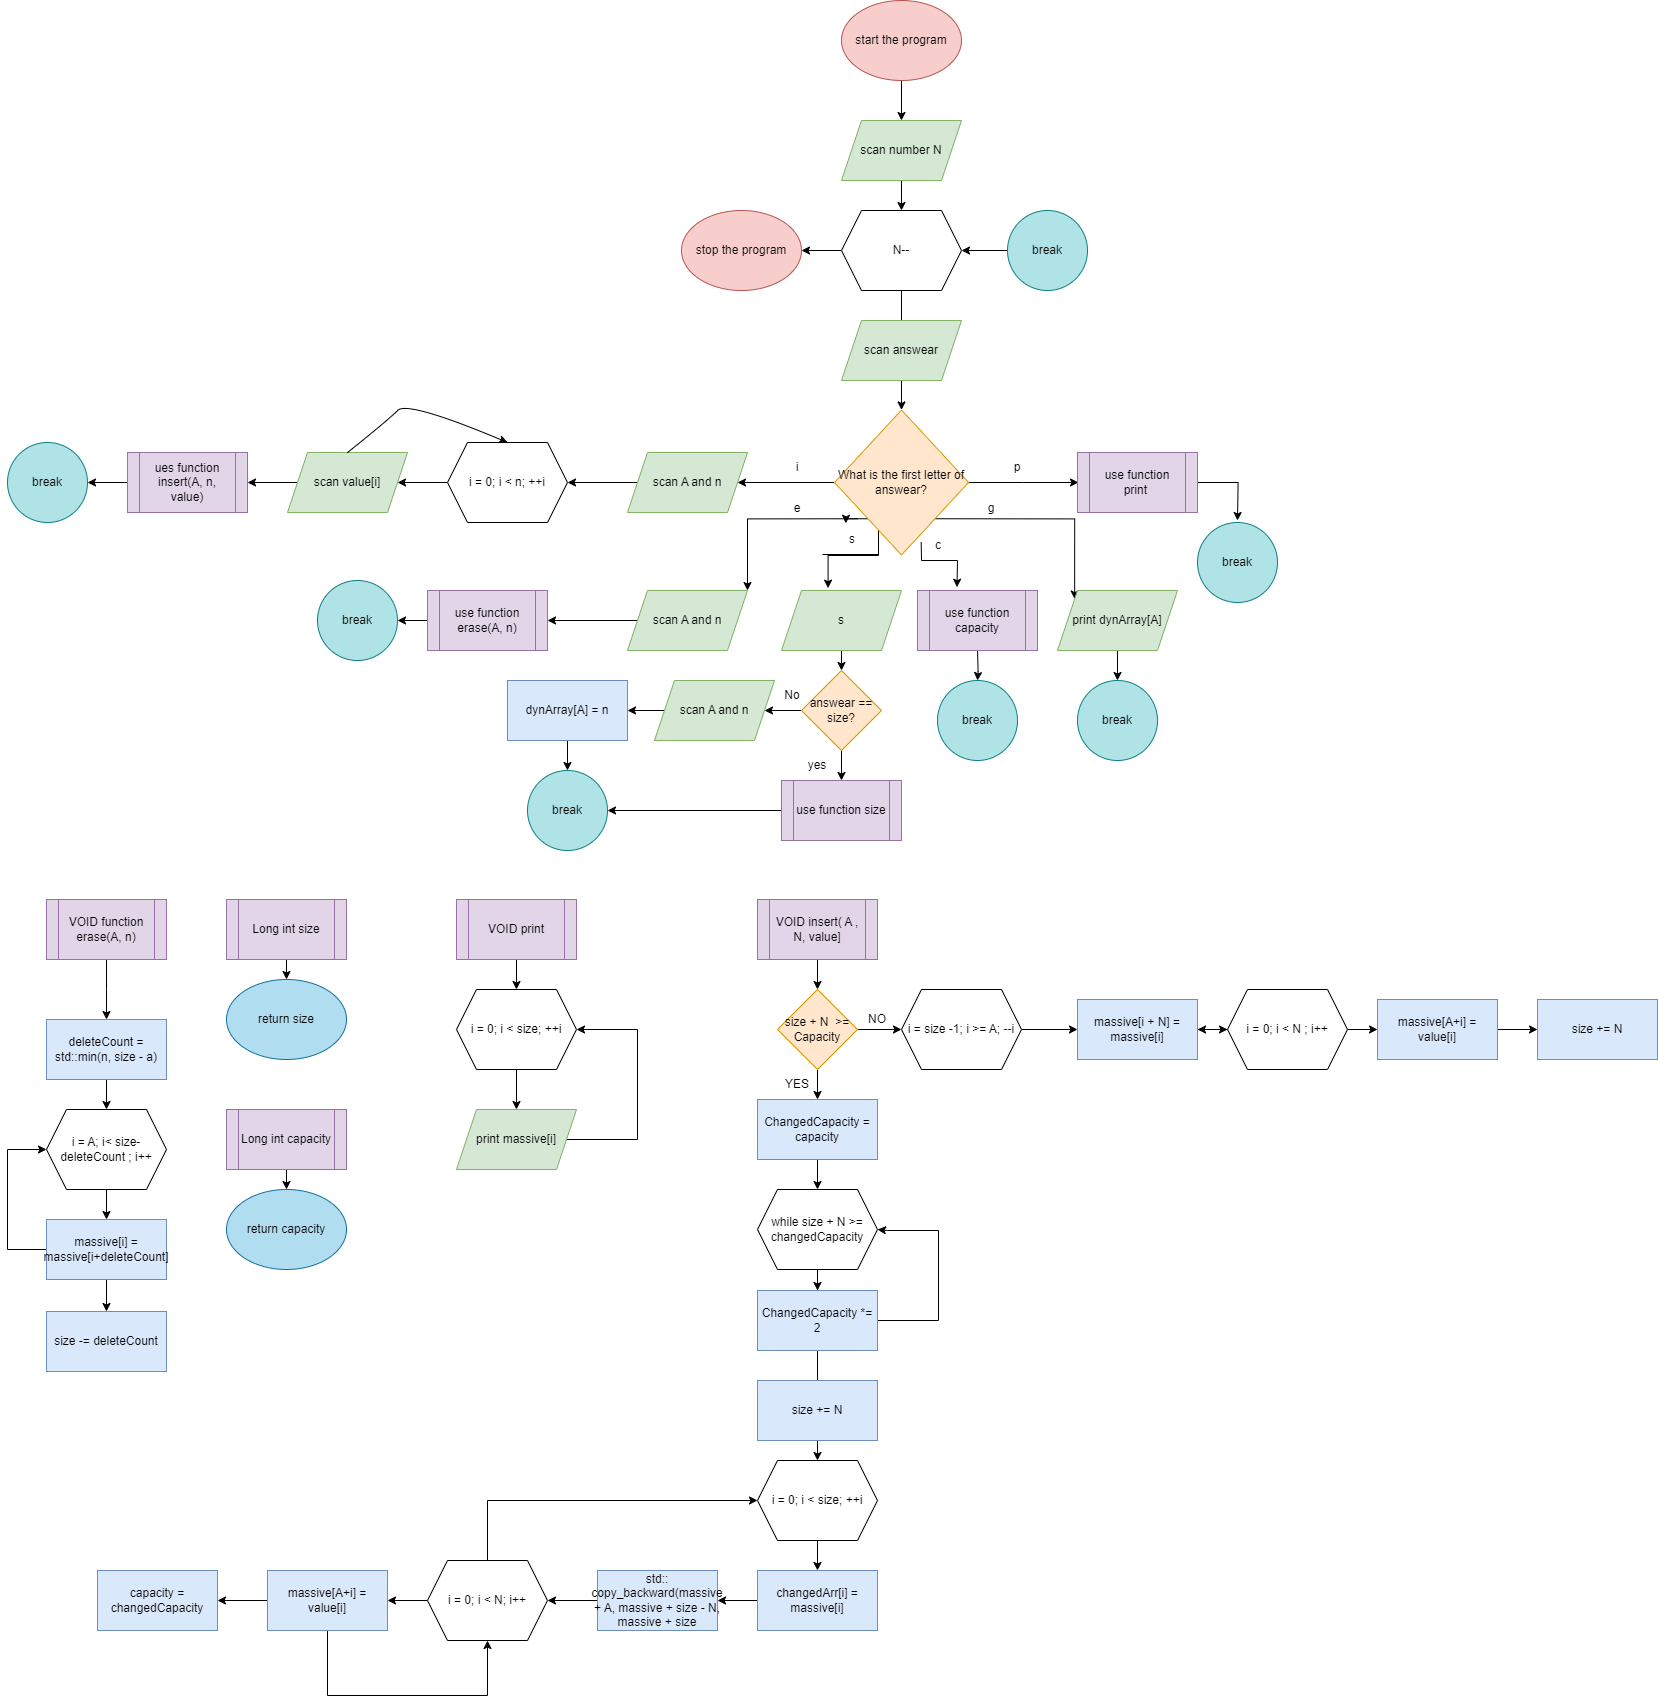 start the program
scan number N
stop the program
N--
break
scan answear
What is the first letter of
answear?
i
p
e
g
s
c
break
ues function
insert(A, n,
value)
scan value[i]
i = 0; i < n; ++i
scan A and n
use function
print
break
break
use function
erase(A, n)
scan A and n
s
use function
capacity
print dynArray[A]
dynArray[A] = n
scan A and n
No
answear ==
size?
break
break
yes
break
use function size
VOID function
erase(A, n)
Long int size
VOID print
VOID insert( A ,
N, value]
deleteCount =
std::min(n, size - a)
return size
i = 0; i < size; ++i
size + N  >=
Capacity
NO
i = size -1; i >= A; --i
massive[i + N] =
massive[i]
i = 0; i < N ; i++
massive[A+i] =
value[i]
size += N
YES
i = A; i< size-
deleteCount ; i++
Long int capacity
print massive[i]
ChangedCapacity =
capacity
massive[i] =
massive[i+deleteCount]
return capacity
while size + N >=
changedCapacity
size -= deleteCount
ChangedCapacity *=
2
size += N
i = 0; i < size; ++i
capacity =
changedCapacity
massive[A+i] =
value[i]
i = 0; i < N; i++
std::
copy_backward(massive
+ A, massive + size - N,
massive + size
changedArr[i] =
massive[i]